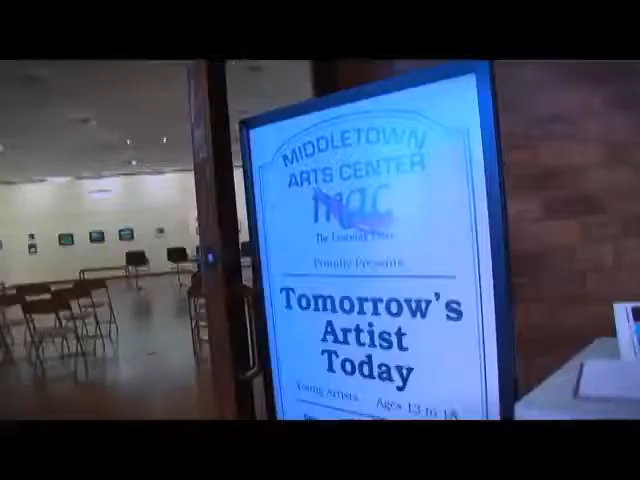 MIDDLETOWN
ARTS CENTER
mac
Proudly Presents
Tomorrow's
Artist
Today
Young Artists Ages 13 to 18